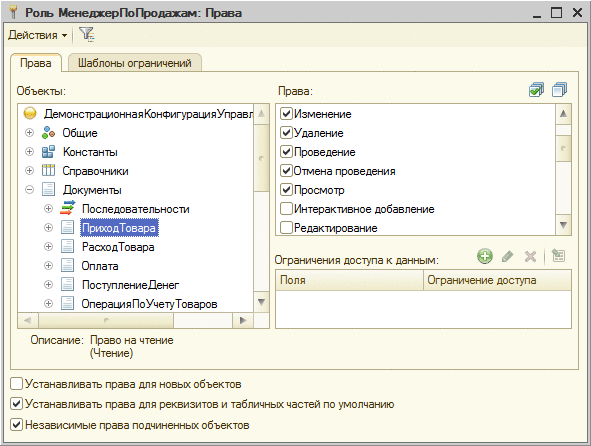 Роль МенеджерПоПродажам: Права
Действия
Права
Шаблоны ограничений
Объекты:
ДемонстрационнаяКонфигурацияУправл
Общие
Константы
Справочники
Документы
Последовательности
ПриходТовара
РасходТовара
Оплата
ПоступлениеДенег
ОперацияПоУчетуТоваров
Права:
Изменение
Удаление
Проведение
Отмена проведения
Просмотр
Интерактивное добавление
Редактирование
Ограничения доступа к данным:
Поля
Ограничение доступа
Описание: Право на чтение
(Чтение)
Устанавливать права для новых объектов
Устанавливать права для реквизитов и табличных частей по умолчанию
Независимые права подчиненных объектов